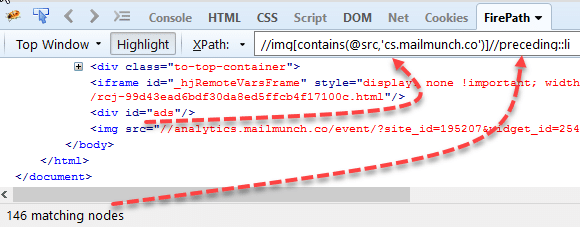 Console HTML CSS Script DOM Net Cookies FirePath
Top Window Highlight XPath: //img[contains(@src,'cs.mailmunch.co')]//preceding::li
<div class="to-top-container">
<iframe id="_hjRemoteVarsFrame" style="display: none !important; width
/rcj-99d43ead6bdf30da8ed5ffcb4f17100c.html"/>
<div id="ads"/>
<img src="//analytics.mailmunch.co/event/?site_id=195207&widget_id=254
</body>
</html>
</document>
146 matching nodes